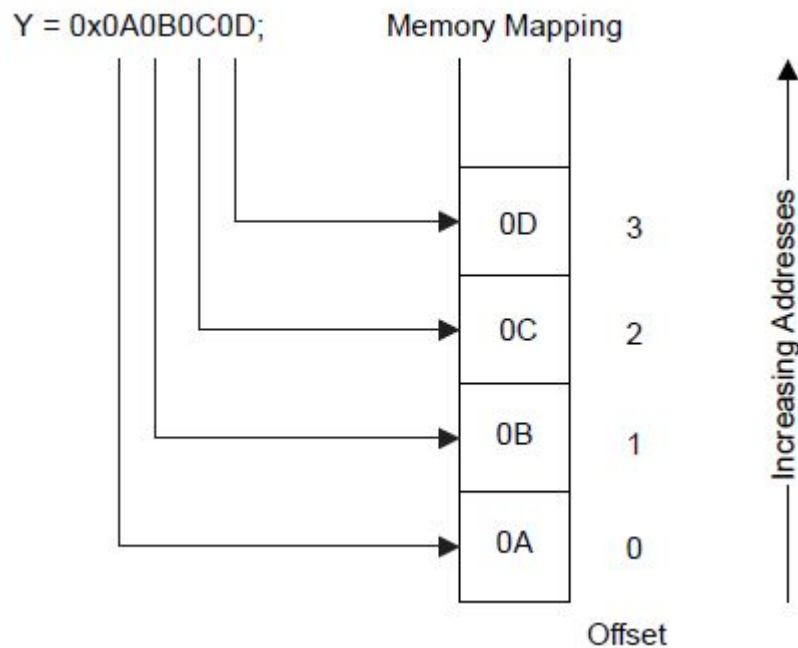 Y = 0x0A0B0C0D;
Memory Mapping
0D
3
0C
2
0B
1
0A
0
Offset
Increasing Addresses